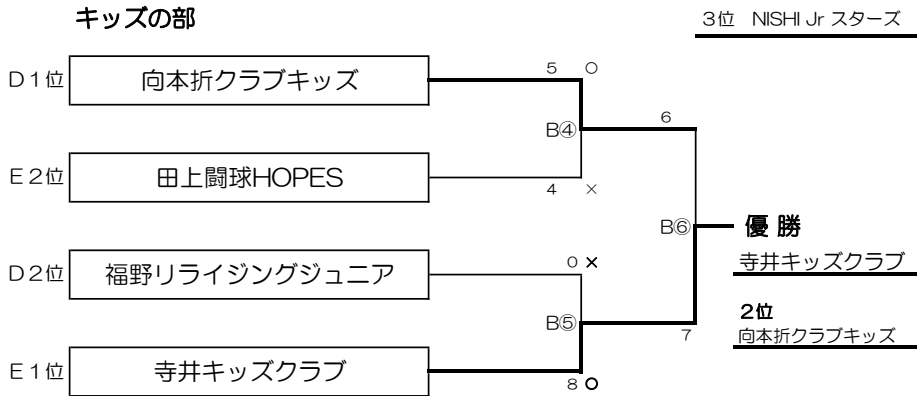 キッズの部
3位 NISHI Jr スターズ
D1位 向本折クラブキッズ
5 ○
B④
6
E2位 田上闘球HOPES
4 ×
B⑥
優 勝
寺井キッズクラブ
D2位 福野リライジングジュニア
0 ×
B⑤
7
2位
向本折クラブキッズ
E1位 寺井キッズクラブ
8 ○